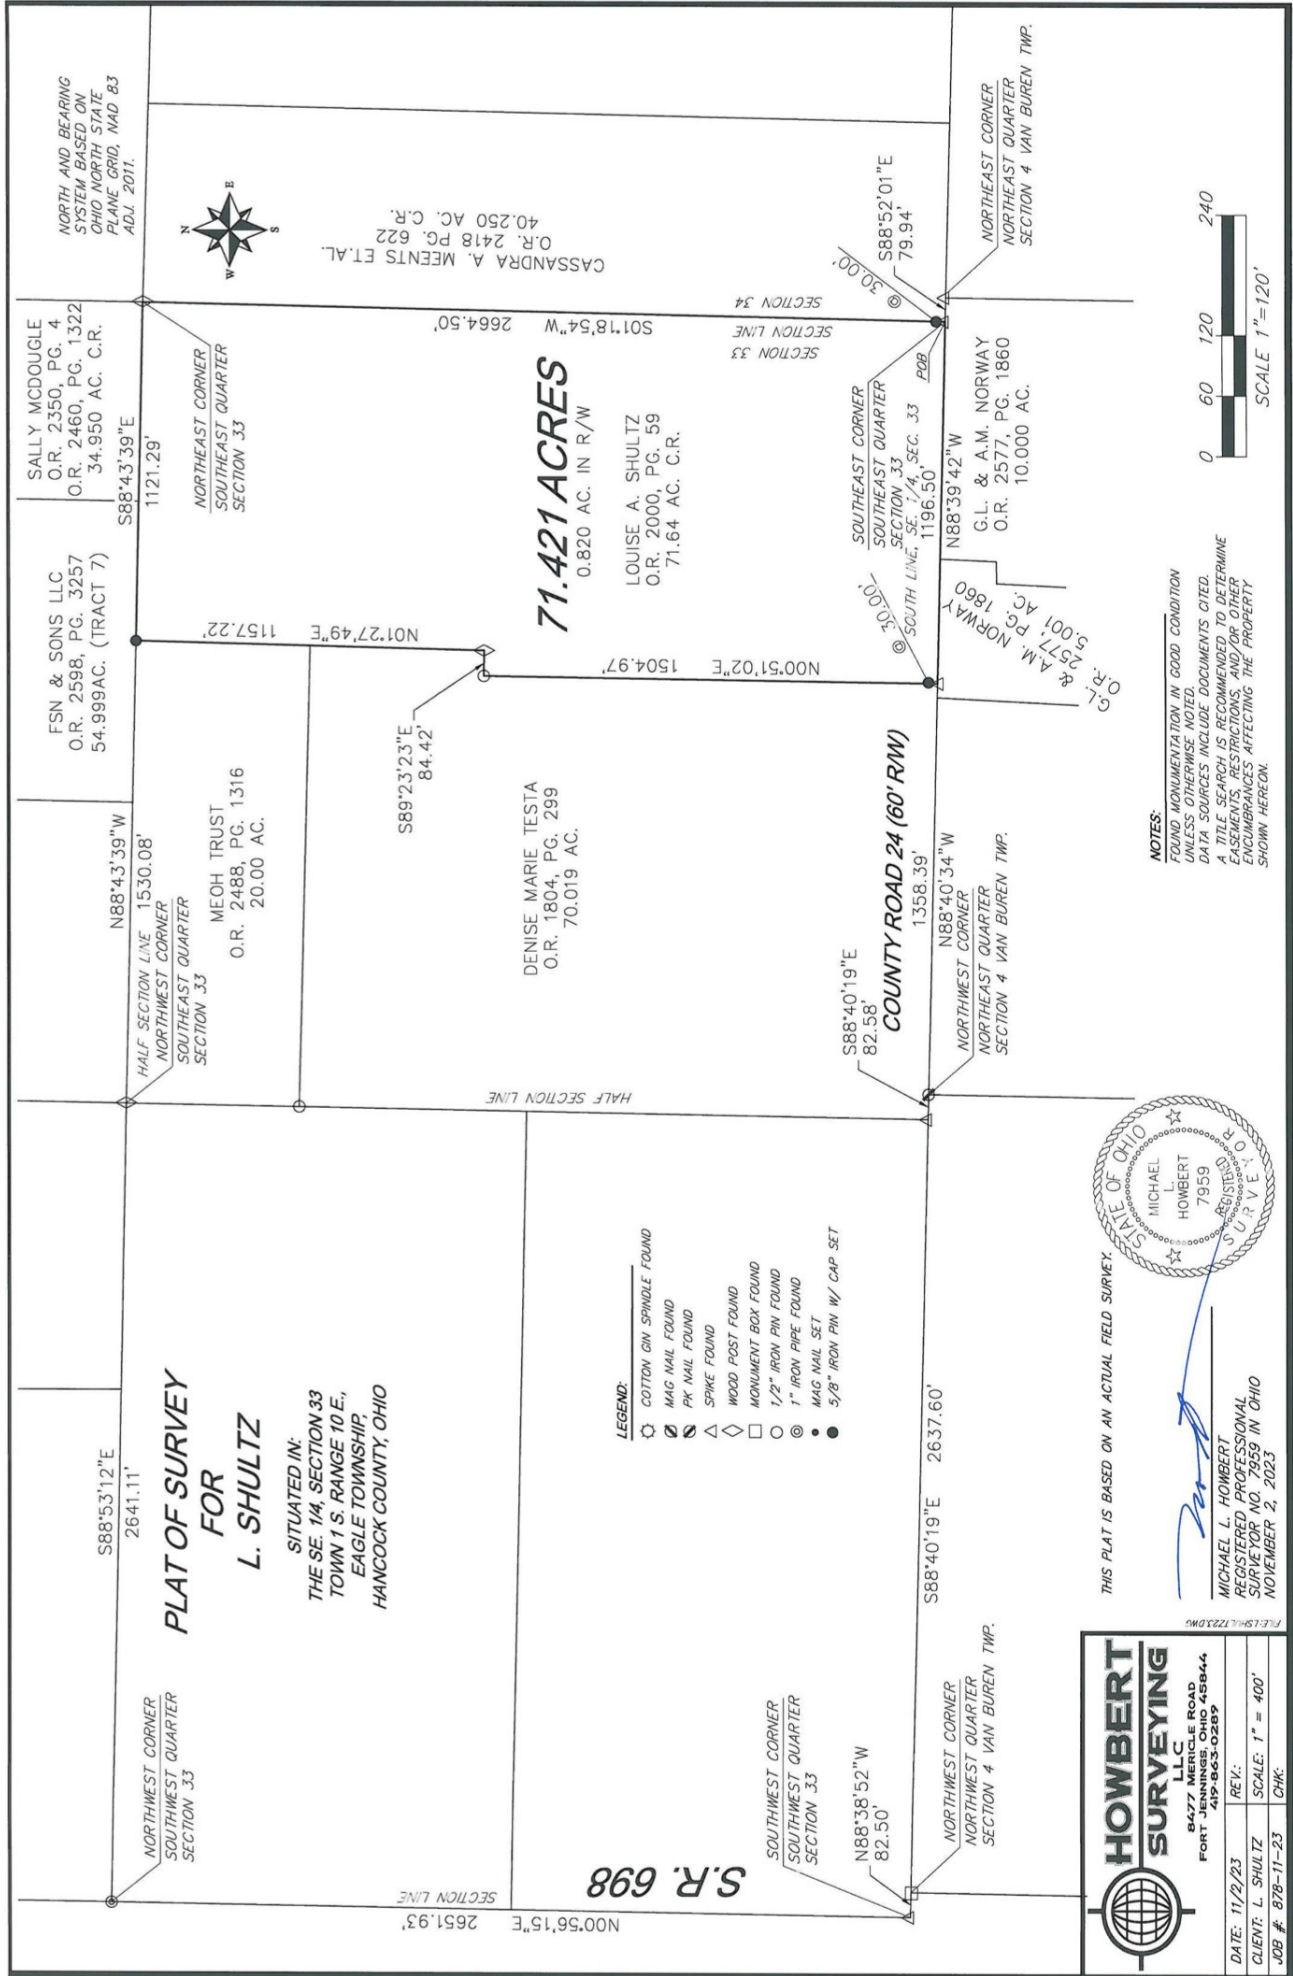 PLAT OF SURVEY
FOR
L. SHULTZ
SITUATED IN:
THE SE. 1/4, SECTION 33
TOWN 1 S. RANGE 10 E.,
EAGLE TOWNSHIP,
HANCOCK COUNTY, OHIO
NORTHWEST CORNER
SOUTHWEST QUARTER
SECTION 33
S88°53'12"E
2641.11'
N88°43'39"W
HALF SECTION LINE 1530.08'
NORTHWEST CORNER
SOUTHEAST QUARTER
SECTION 33
MEOH TRUST
O.R. 2488, PG. 1316
20.00 AC.
FSN & SONS LLC
O.R. 2598, PG. 3257
54.999AC. (TRACT 7)
SALLY MCDOUGLE
O.R. 2350, PG. 4
O.R. 2460, PG. 1322
34.950 AC. C.R.
S88°43'39"E
1121.29'
NORTHEAST CORNER
SOUTHEAST QUARTER
SECTION 33
NORTH AND BEARING
SYSTEM BASED ON
OHIO NORTH STATE
PLANE GRID, NAD 83
ADJ. 2011.
N
E
S
W
CASSANDRA A. MEENTS ET.AL.
O.R. 2418 PG. 622
40.250 AC. C.R.
S01°18'54"W 2664.50'
SECTION 34
SECTION LINE
SECTION 33
N01°27'49"E 1157.22'
S89°23'23"E
84.42'
N00°51'02"E 1504.97'
71.421 ACRES
0.820 AC. IN R/W
LOUISE A. SHULTZ
O.R. 2000, PG. 59
71.64 AC. C.R.
DENISE MARIE TESTA
O.R. 1804, PG. 299
70.019 AC.
HALF SECTION LINE
SECTION LINE
N00°56'15"E 2651.93'
S.R. 698
LEGEND:
COTTON GIN SPINDLE FOUND
MAG NAIL FOUND
PK NAIL FOUND
SPIKE FOUND
WOOD POST FOUND
MONUMENT BOX FOUND
1/2" IRON PIN FOUND
1" IRON PIPE FOUND
MAG NAIL SET
5/8" IRON PIN W/ CAP SET
SOUTHWEST CORNER
SOUTHWEST QUARTER
SECTION 33
N88°38'52"W
82.50'
NORTHWEST CORNER
NORTHWEST QUARTER
SECTION 4 VAN BUREN TWP.
S88°40'19"E 2637.60'
S88°40'19"E
82.58'
COUNTY ROAD 24 (60' R/W)
1358.39'
N88°40'34"W
NORTHWEST CORNER
NORTHEAST QUARTER
SECTION 4 VAN BUREN TWP.
@ 30.00'
SOUTHEAST CORNER
SOUTHEAST QUARTER
SECTION 33
SOUTH LINE, SE. 1/4, SEC. 33
1196.50'
N88°39'42"W
POB
@ 30.00'
S88°52'01"E
79.94'
G.L. & A.M. NORWAY
O.R. 2577, PG. 1860
5.001 AC.
G.L. & A.M. NORWAY
O.R. 2577, PG. 1860
10.000 AC.
NORTHEAST CORNER
NORTHEAST QUARTER
SECTION 4 VAN BUREN TWP.
NOTES:
FOUND MONUMENTATION IN GOOD CONDITION
UNLESS OTHERWISE NOTED.
DATA SOURCES INCLUDE DOCUMENTS CITED.
A TITLE SEARCH IS RECOMMENDED TO DETERMINE
EASEMENTS, RESTRICTIONS, AND/OR OTHER
ENCUMBRANCES AFFECTING THE PROPERTY
SHOWN HEREON.
0 60 120 240
SCALE 1"=120'
THIS PLAT IS BASED ON AN ACTUAL FIELD SURVEY.
STATE OF OHIO
MICHAEL
L.
HOWBERT
7959
REGISTERED
SURVEYOR
MICHAEL L. HOWBERT
REGISTERED PROFESSIONAL
SURVEYOR NO. 7959 IN OHIO
NOVEMBER 2, 2023
FILE:LSHULTZ23.DWG
HOWBERT
SURVEYING
LLC
8477 MERICLE ROAD
FORT JENNINGS, OHIO 45844
419-863-0289
DATE: 11/2/23 REV.:
CLIENT: L. SHULTZ SCALE: 1" = 400'
JOB #: 878-11-23 CHK: